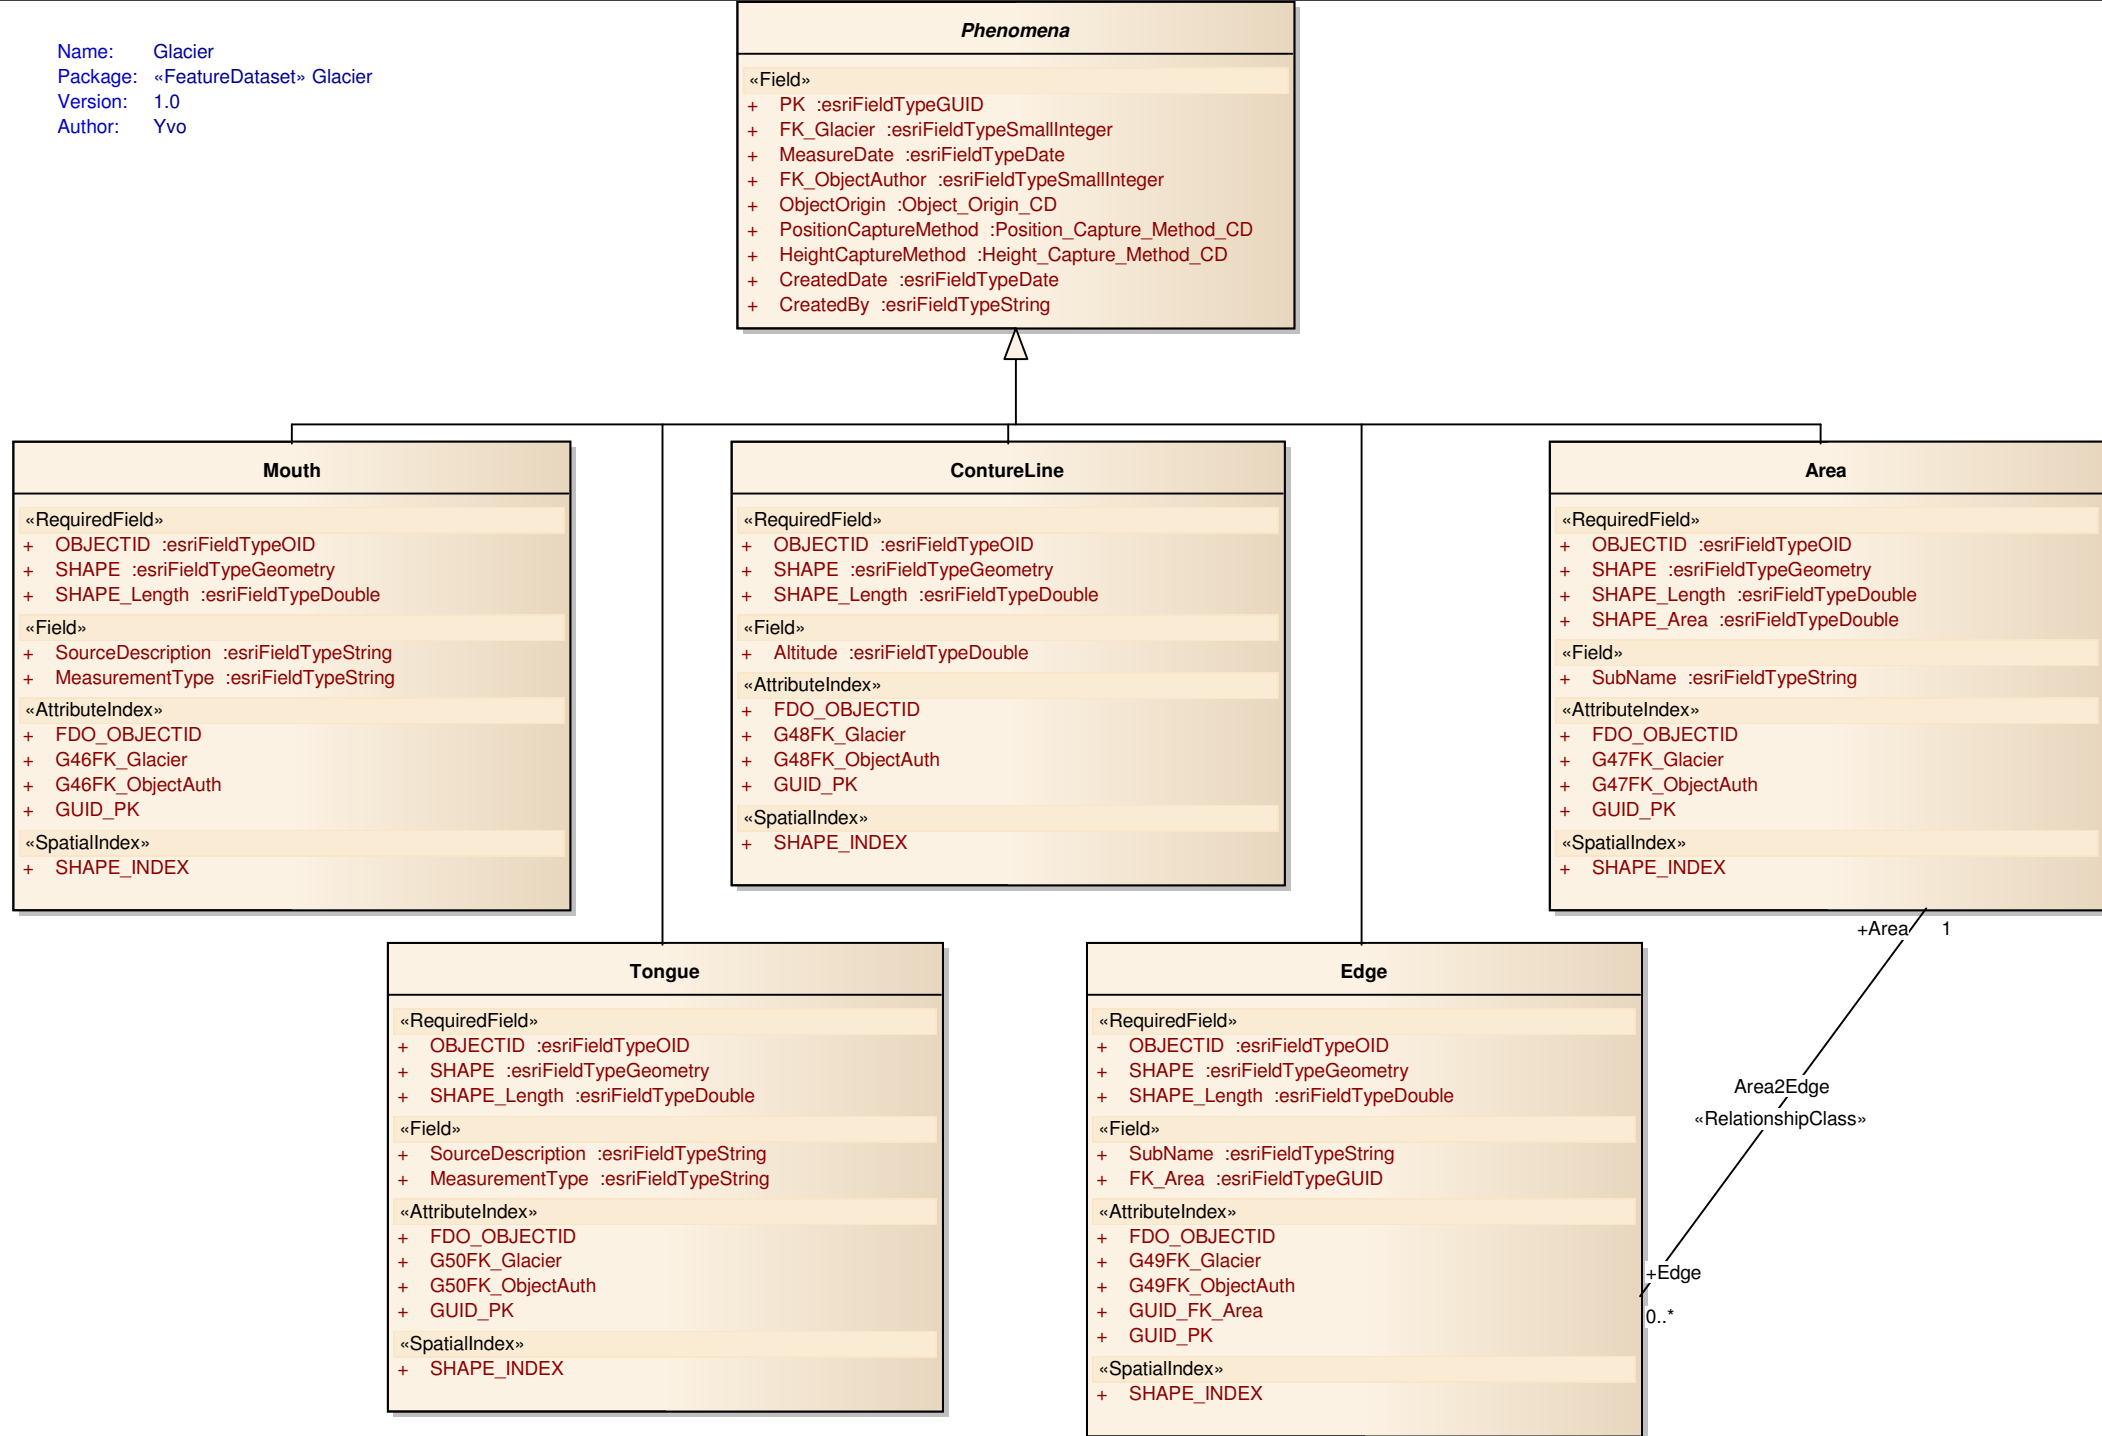 Name: Glacier
Package: «FeatureDataset» Glacier
Version: 1.0
Author: Yvo
Phenomena
«Field»
+ PK :esriFieldTypeGUID
+ FK_Glacier :esriFieldTypeSmallInteger
+ MeasureDate :esriFieldTypeDate
+ FK_ObjectAuthor :esriFieldTypeSmallInteger
+ ObjectOrigin :Object_Origin_CD
+ PositionCaptureMethod :Position_Capture_Method_CD
+ HeightCaptureMethod :Height_Capture_Method_CD
+ CreatedDate :esriFieldTypeDate
+ CreatedBy :esriFieldTypeString
Mouth
«RequiredField»
+ OBJECTID :esriFieldTypeOID
+ SHAPE :esriFieldTypeGeometry
+ SHAPE_Length :esriFieldTypeDouble
«Field»
+ SourceDescription :esriFieldTypeString
+ MeasurementType :esriFieldTypeString
«AttributeIndex»
+ FDO_OBJECTID
+ G46FK_Glacier
+ G46FK_ObjectAuth
+ GUID_PK
«SpatialIndex»
+ SHAPE_INDEX
ContureLine
«RequiredField»
+ OBJECTID :esriFieldTypeOID
+ SHAPE :esriFieldTypeGeometry
+ SHAPE_Length :esriFieldTypeDouble
«Field»
+ Altitude :esriFieldTypeDouble
«AttributeIndex»
+ FDO_OBJECTID
+ G48FK_Glacier
+ G48FK_ObjectAuth
+ GUID_PK
«SpatialIndex»
+ SHAPE_INDEX
Area
«RequiredField»
+ OBJECTID :esriFieldTypeOID
+ SHAPE :esriFieldTypeGeometry
+ SHAPE_Length :esriFieldTypeDouble
+ SHAPE_Area :esriFieldTypeDouble
«Field»
+ SubName :esriFieldTypeString
«AttributeIndex»
+ FDO_OBJECTID
+ G47FK_Glacier
+ G47FK_ObjectAuth
+ GUID_PK
«SpatialIndex»
+ SHAPE_INDEX
+Area 1
Tongue
«RequiredField»
+ OBJECTID :esriFieldTypeOID
+ SHAPE :esriFieldTypeGeometry
+ SHAPE_Length :esriFieldTypeDouble
«Field»
+ SourceDescription :esriFieldTypeString
+ MeasurementType :esriFieldTypeString
«AttributeIndex»
+ FDO_OBJECTID
+ G50FK_Glacier
+ G50FK_ObjectAuth
+ GUID_PK
«SpatialIndex»
+ SHAPE_INDEX
Edge
«RequiredField»
+ OBJECTID :esriFieldTypeOID
+ SHAPE :esriFieldTypeGeometry
+ SHAPE_Length :esriFieldTypeDouble
«Field»
+ SubName :esriFieldTypeString
+ FK_Area :esriFieldTypeGUID
«AttributeIndex»
+ FDO_OBJECTID
+ G49FK_Glacier
+ G49FK_ObjectAuth
+ GUID_FK_Area
+ GUID_PK
«SpatialIndex»
+ SHAPE_INDEX
Area2Edge
«RelationshipClass»
+Edge
0..*